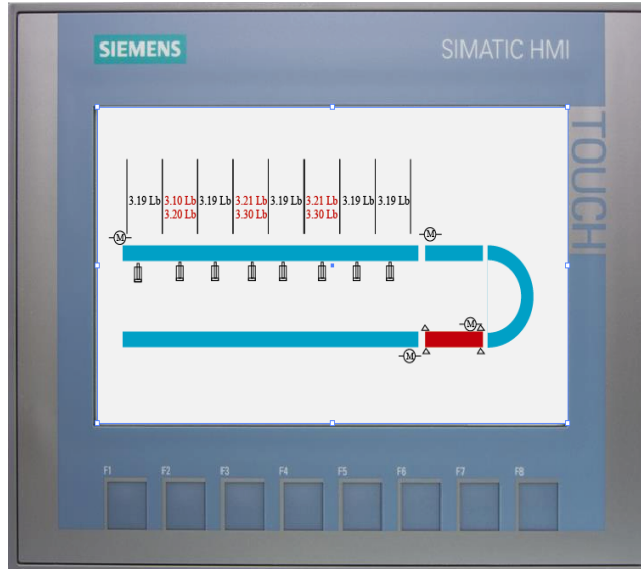 SIEMENS
SIMATIC HMI
TOUCH
3.19 Lb 3.10 Lb 3.19 Lb 3.21 Lb 3.19 Lb 3.21 Lb 3.19 Lb 3.19 Lb
3.20 Lb 3.30 Lb 3.30 Lb
M M
M
M
F1 F2 F3 F4 F5 F6 F7 F8